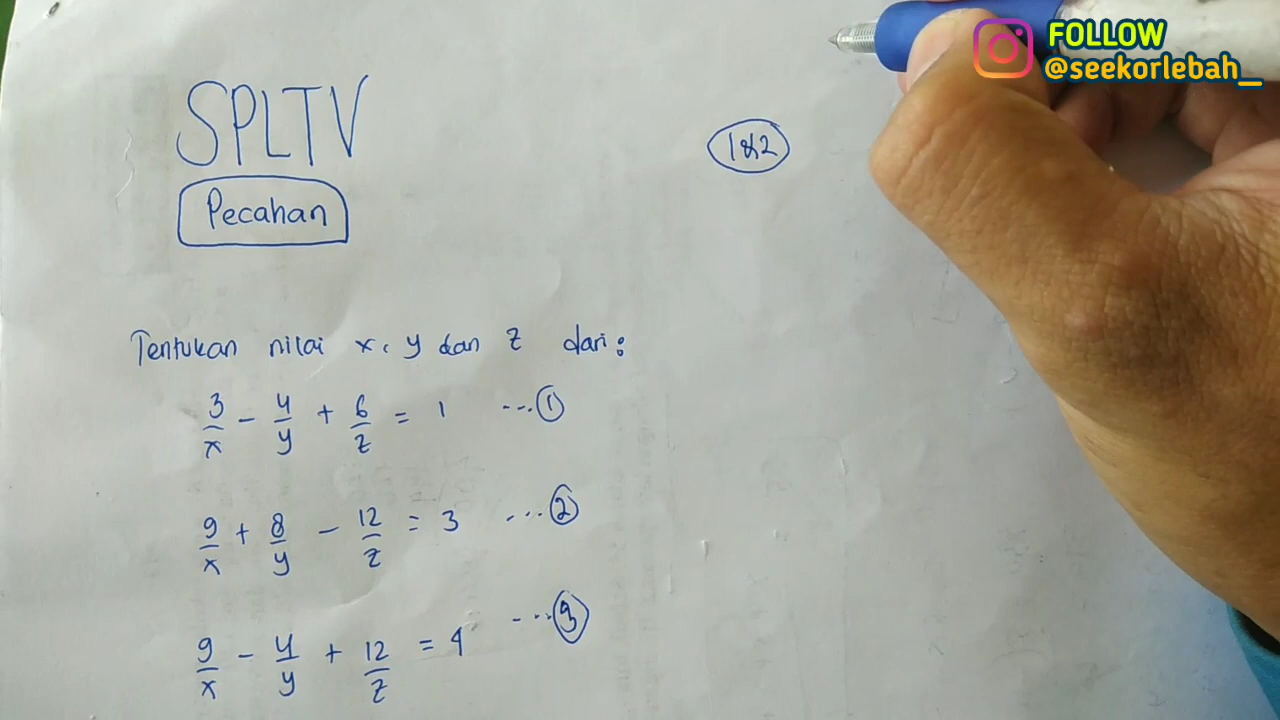 FOLLOW
@seekorlebah_
SPLTV
1&2
Pecahan
Tentukan nilai x, y dan z dari:
3/x - 4/y + 6/z = 1 ...①
9/x + 8/y - 12/z = 3 ...②
9/x - 4/y + 12/z = 4 ...③